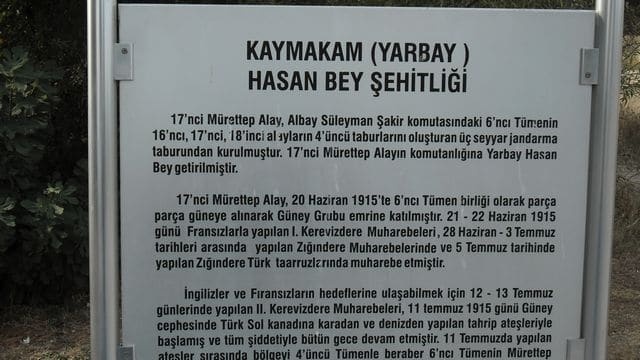 KAYMAKAM (YARBAY )
HASAN BEY ŞEHİTLİĞİ
17'nci Mürettep Alay, Albay Süleyman Şakir komutasındaki 6'ncı Tümenin
16'ncı, 17'nci, 18'inci alayların 4'üncü taburlarını oluşturan üç seyyar jandarma
taburundan kurulmuştur. 17'nci Mürettep Alayın komutanlığına Yarbay Hasan
Bey getirilmiştir.
17'nci Mürettep Alay, 20 Haziran 1915'te 6'ncı Tümen birliği olarak parça
parça güneye alınarak Güney Grubu emrine katılmıştır. 21 - 22 Haziran 1915
günü Fransızlarla yapılan I. Kerevizdere Muharebeleri, 28 Haziran - 3 Temmuz
tarihleri arasında yapılan Zığındere Muharebelerinde ve 5 Temmuz tarihinde
yapılan Zığındere Türk taarruzlarında muharebe etmiştir.
İngilizler ve Fıransızların hedeflerine ulaşabilmek için 12 - 13 Temmuz
günlerinde yapılan II. Kerevizdere Muharebeleri, 11 temmuz 1915 günü Güney
cephesinde Türk Sol kanadına karadan ve denizden yapılan tahrip ateşleriyle
başlamış ve tüm şiddetiyle bütün gece devam etmiştir. 11 Temmuzda yapılan
ateşler sırasında bölgeyi 4'üncü Tümenle beraber 6'ncı Tümenin Mürettep